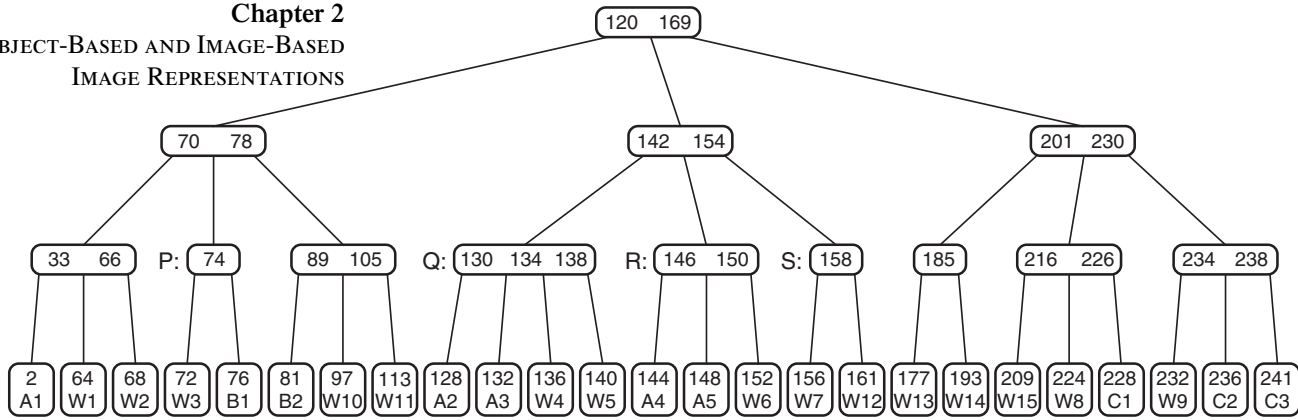 Chapter 2
BJECT-BASED AND IMAGE-BASED
IMAGE REPRESENTATIONS
120 169
70 78
142 154
201 230
33 66
P: 74
89 105
Q: 130 134 138
R: 146 150
S: 158
185
216 226
234 238
2 64 68 72 76 81 97 113 128 132 136 140 144 148 152 156 161 177 193 209 224 228 232 236 241
A1 W1 W2 W3 B1 B2 W10 W11 A2 A3 W4 W5 A4 A5 W6 W7 W12 W13 W14 W15 W8 C1 W9 C2 C3